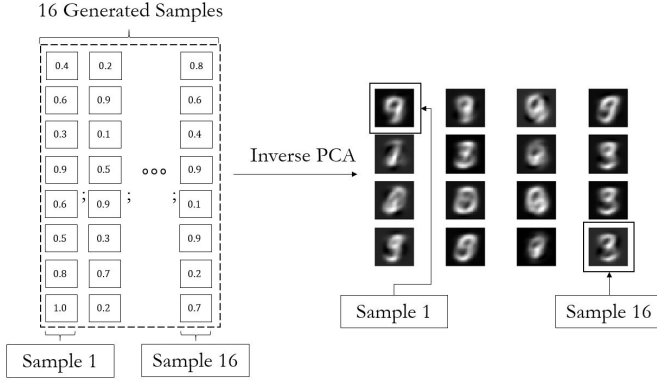 16 Generated Samples
0.4 0.2 0.8
0.6 0.9 0.6
0.3 0.1 0.4
0.9 0.5 0.9
Inverse PCA
; ; ;
0.6 0.9 0.1
0.5 0.3 0.9
0.8 0.7 0.2
1.0 0.2 0.7
Sample 1 Sample 16
Sample 1 Sample 16